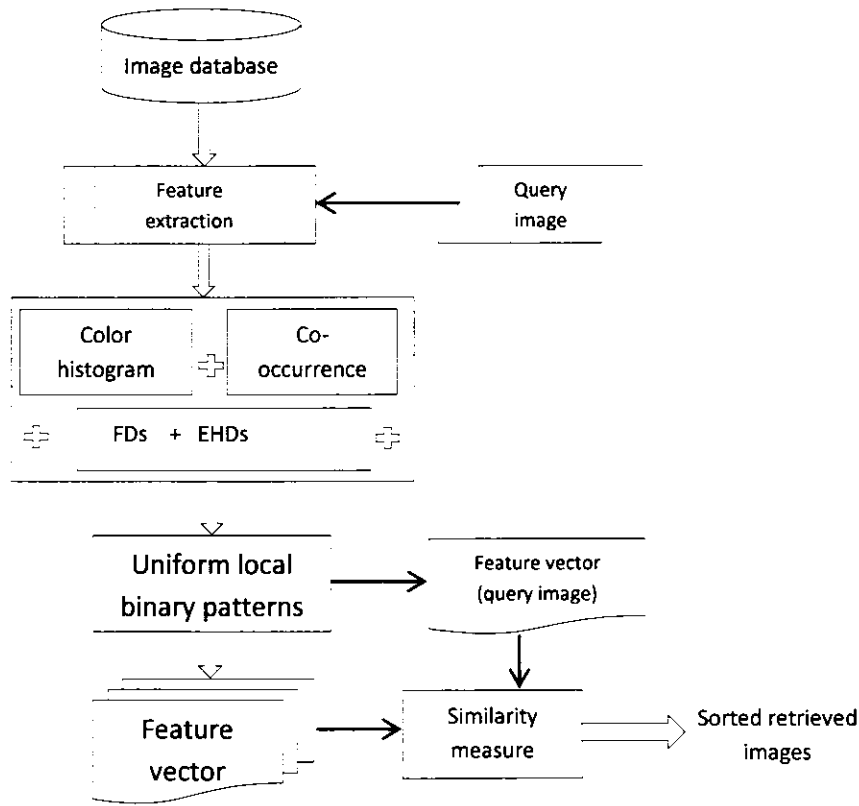 Image database
Feature
extraction
Query
image
Color
histogram
Co-
occurrence
FDs + EHDs
Uniform local
binary patterns
Feature vector
(query image)
Feature
vector
Similarity
measure
Sorted retrieved
images